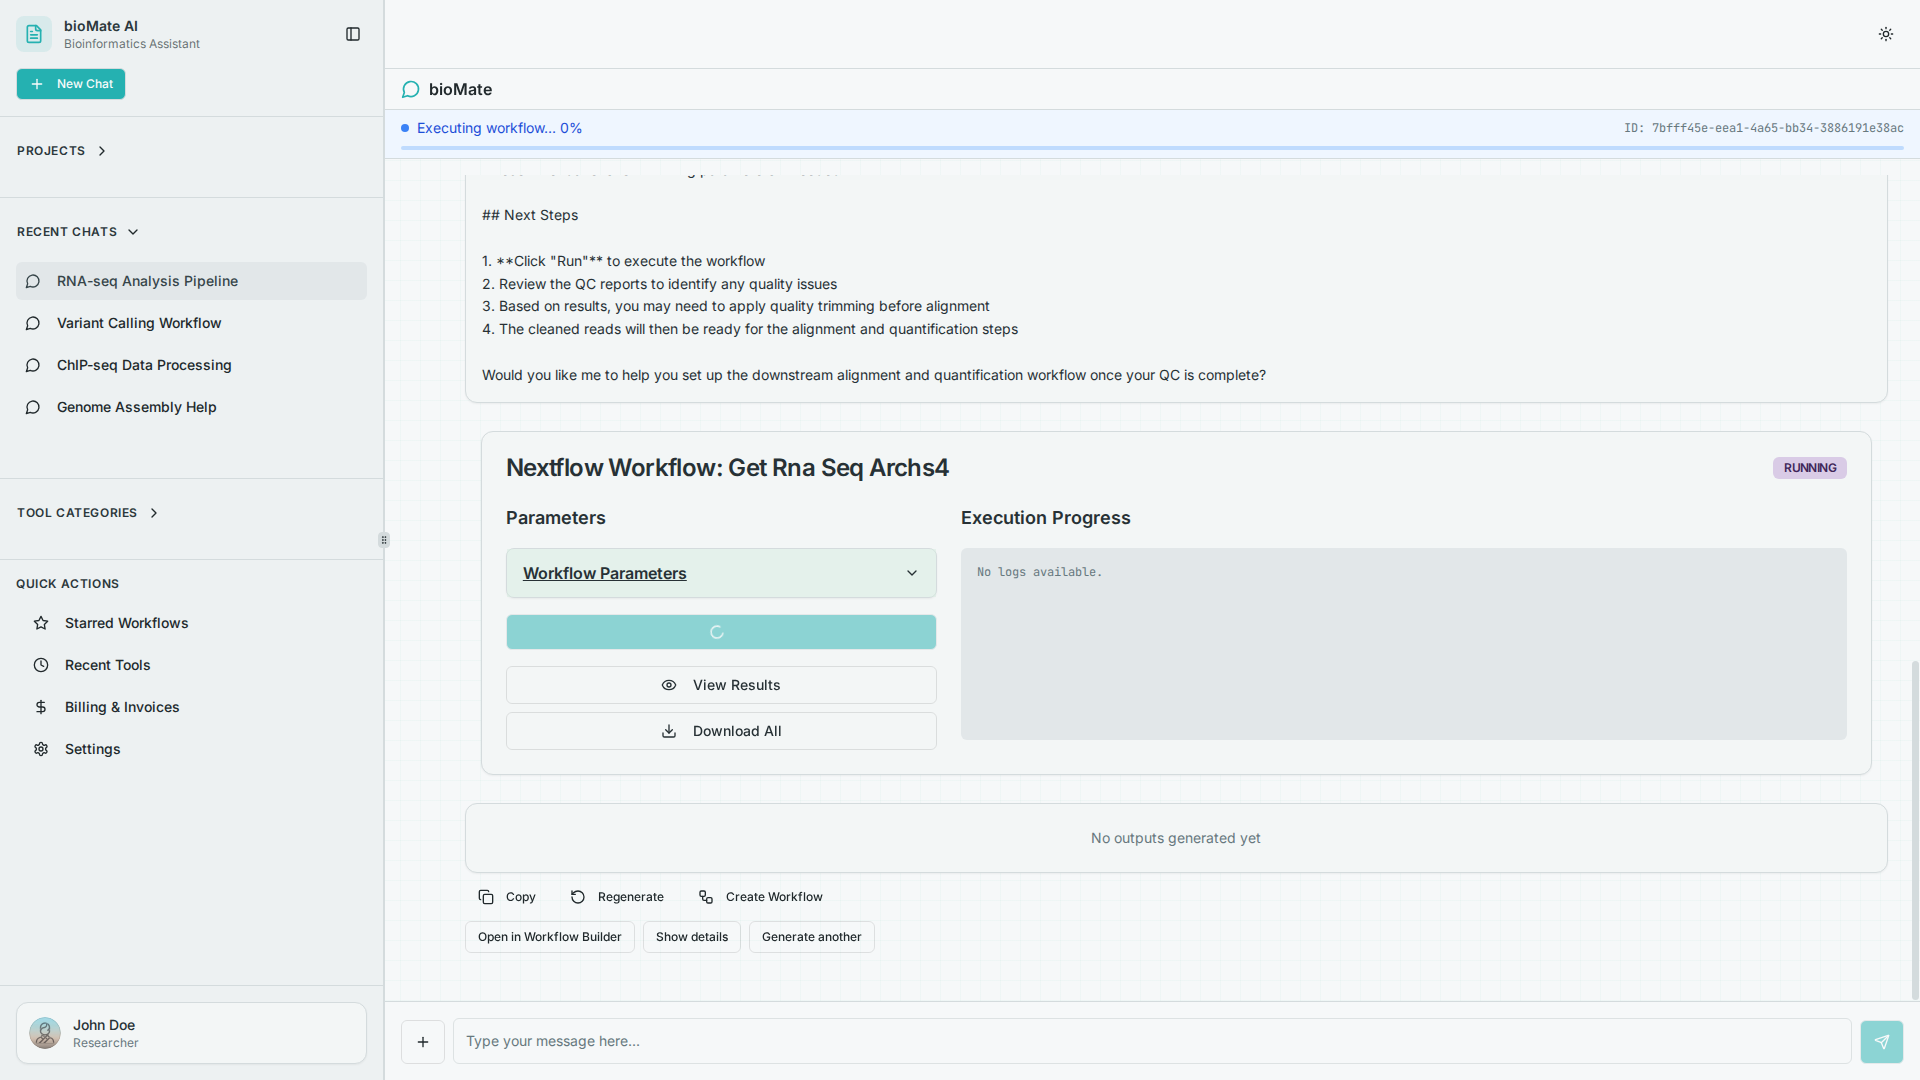 bioMate AI
Bioinformatics Assistant
New Chat
PROJECTS
RECENT CHATS
RNA-seq Analysis Pipeline
Variant Calling Workflow
ChIP-seq Data Processing
Genome Assembly Help
TOOL CATEGORIES
QUICK ACTIONS
Starred Workflows
Recent Tools
Billing & Invoices
Settings
John Doe
Researcher
bioMate
Executing workflow... 0%
ID: 7bfff45e-eea1-4a65-bb34-3886191e38ac
## Next Steps
1. **Click "Run"** to execute the workflow
2. Review the QC reports to identify any quality issues
3. Based on results, you may need to apply quality trimming before alignment
4. The cleaned reads will then be ready for the alignment and quantification steps
Would you like me to help you set up the downstream alignment and quantification workflow once your QC is complete?
Nextflow Workflow: Get Rna Seq Archs4
RUNNING
Parameters
Workflow Parameters
View Results
Download All
Execution Progress
No logs available.
No outputs generated yet
Copy
Regenerate
Create Workflow
Open in Workflow Builder
Show details
Generate another
Type your message here...